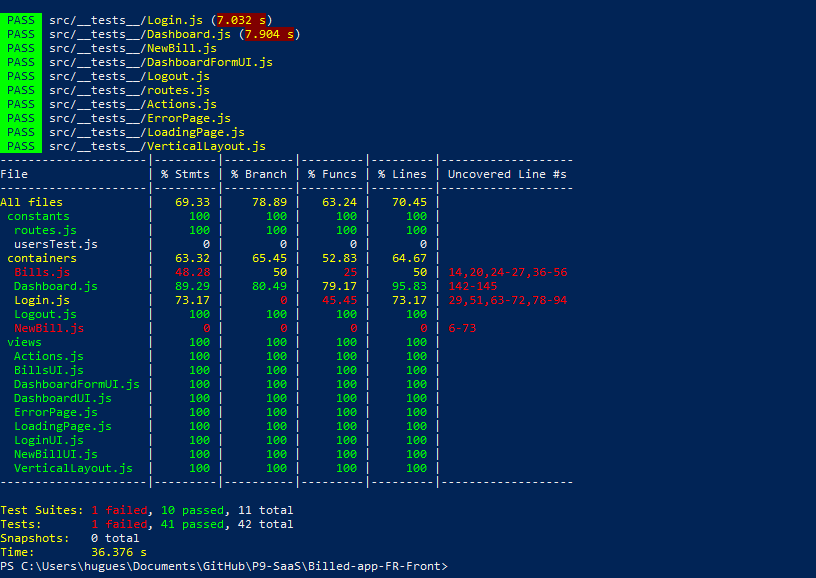 PASS src/__tests__/Login.js (7.032 s)
PASS src/__tests__/Dashboard.js (7.904 s)
PASS src/__tests__/NewBill.js
PASS src/__tests__/DashboardFormUI.js
PASS src/__tests__/Logout.js
PASS src/__tests__/routes.js
PASS src/__tests__/Actions.js
PASS src/__tests__/ErrorPage.js
PASS src/__tests__/LoadingPage.js
PASS src/__tests__/VerticalLayout.js
---------------------|---------|----------|---------|---------|-------------------
File                 | % Stmts | % Branch | % Funcs | % Lines | Uncovered Line #s
---------------------|---------|----------|---------|---------|-------------------
All files            |   69.33 |    78.89 |   63.24 |   70.45 |
 constants           |     100 |      100 |     100 |     100 |
  routes.js          |     100 |      100 |     100 |     100 |
  usersTest.js       |       0 |        0 |       0 |       0 |
 containers          |   63.32 |    65.45 |   52.83 |   64.67 |
  Bills.js           |   48.28 |       50 |      25 |      50 | 14,20,24-27,36-56
  Dashboard.js       |   89.29 |    80.49 |   79.17 |   95.83 | 142-145
  Login.js           |   73.17 |        0 |   45.45 |   73.17 | 29,51,63-72,78-94
  Logout.js          |     100 |      100 |     100 |     100 |
  NewBill.js         |       0 |        0 |       0 |       0 | 6-73
 views               |     100 |      100 |     100 |     100 |
  Actions.js         |     100 |      100 |     100 |     100 |
  BillsUI.js         |     100 |      100 |     100 |     100 |
  DashboardFormUI.js |     100 |      100 |     100 |     100 |
  DashboardUI.js     |     100 |      100 |     100 |     100 |
  ErrorPage.js       |     100 |      100 |     100 |     100 |
  LoadingPage.js     |     100 |      100 |     100 |     100 |
  LoginUI.js         |     100 |      100 |     100 |     100 |
  NewBillUI.js       |     100 |      100 |     100 |     100 |
  VerticalLayout.js  |     100 |      100 |     100 |     100 |
---------------------|---------|----------|---------|---------|-------------------
Test Suites: 1 failed, 10 passed, 11 total
Tests:       1 failed, 41 passed, 42 total
Snapshots:   0 total
Time:        36.376 s
PS C:\Users\hugues\Documents\GitHub\P9-SaaS\Billed-app-FR-Front>